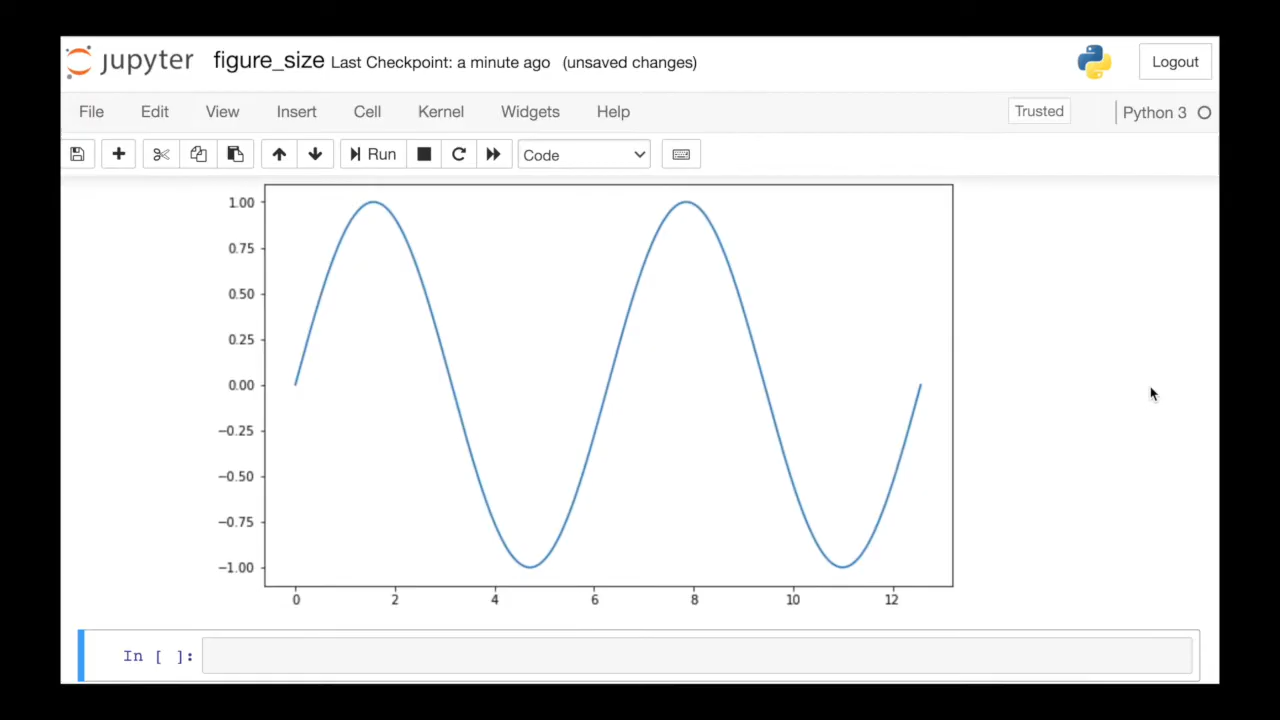 jupyter figure_size Last Checkpoint: a minute ago (unsaved changes) Logout
File Edit View Insert Cell Kernel Widgets Help Trusted Python 3
Run Code
1.00
0.75
0.50
0.25
0.00
−0.25
−0.50
−0.75
−1.00
0 2 4 6 8 10 12
In [ ]: